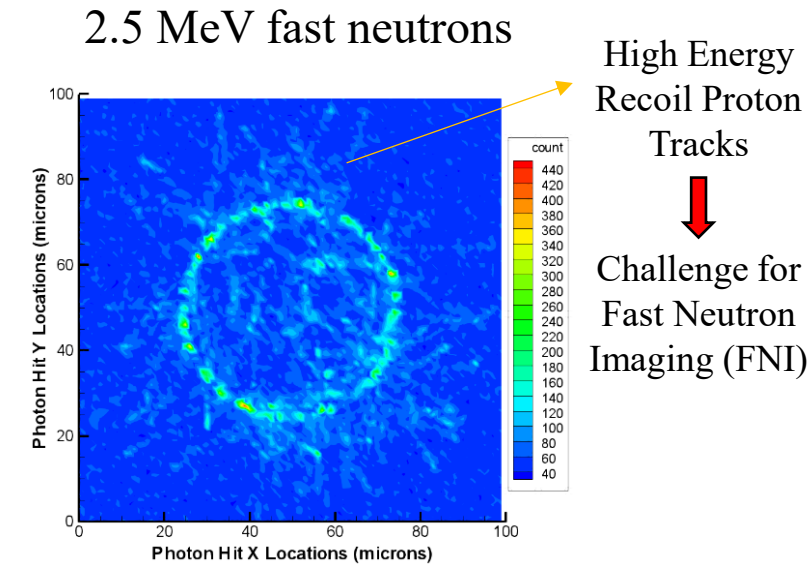 2.5 MeV fast neutrons
High Energy
Recoil Proton
Tracks
Challenge for
Fast Neutron
Imaging (FNI)
count
440
420
400
380
360
340
320
300
280
260
240
220
200
180
160
140
120
100
80
60
40
Photon Hit Y Locations (microns)
100
80
60
40
20
0
0 20 40 60 80 100
Photon Hit X Locations (microns)